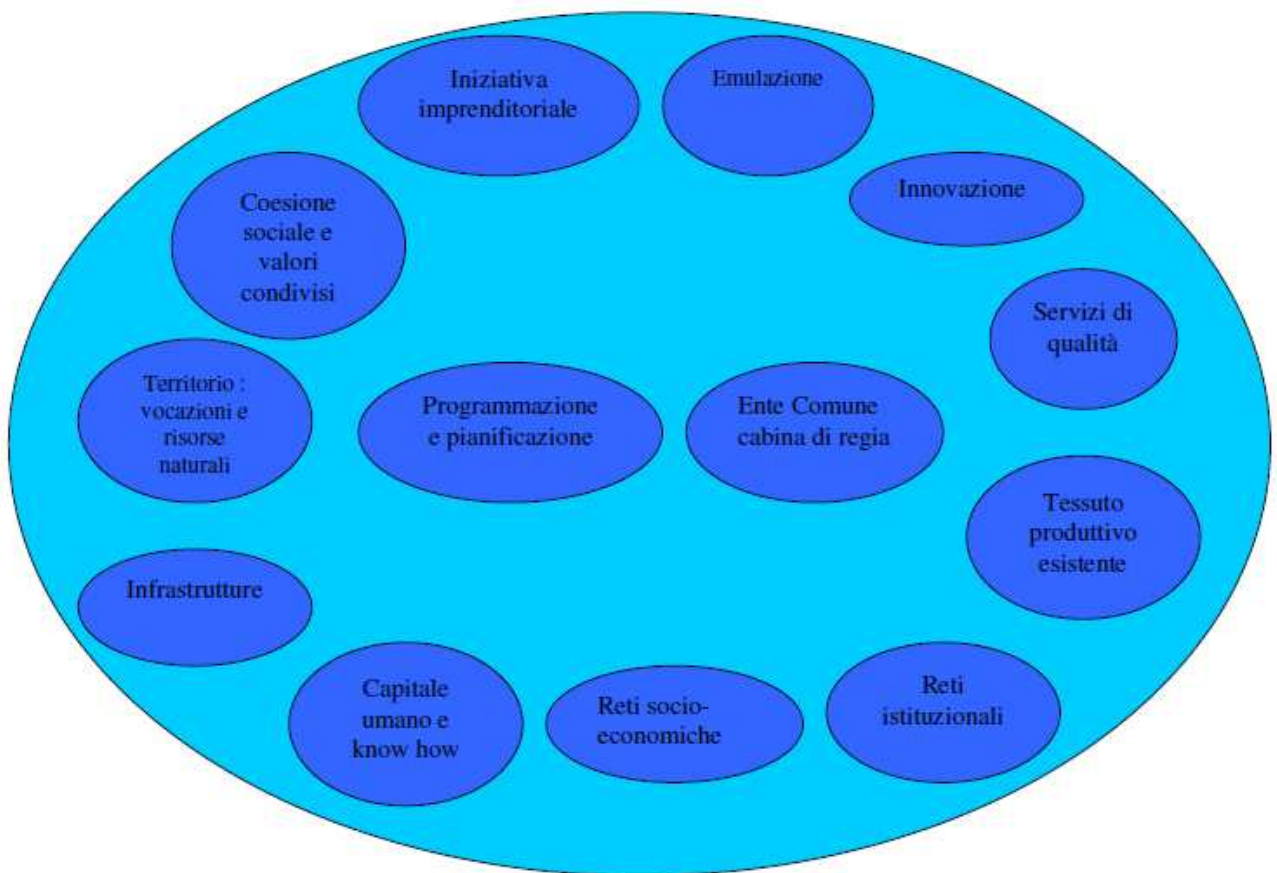 Iniziativa
imprenditoriale
Emulazione
Innovazione
Coesione
sociale e
valori
condivisi
Servizi di
qualità
Territorio :
vocazioni e
risorse
naturali
Programmazione
e pianificazione
Ente Comune
cabina di regia
Tessuto
produttivo
esistente
Infrastrutture
Capitale
umano e
know how
Reti socio-
economiche
Reti
istituzionali